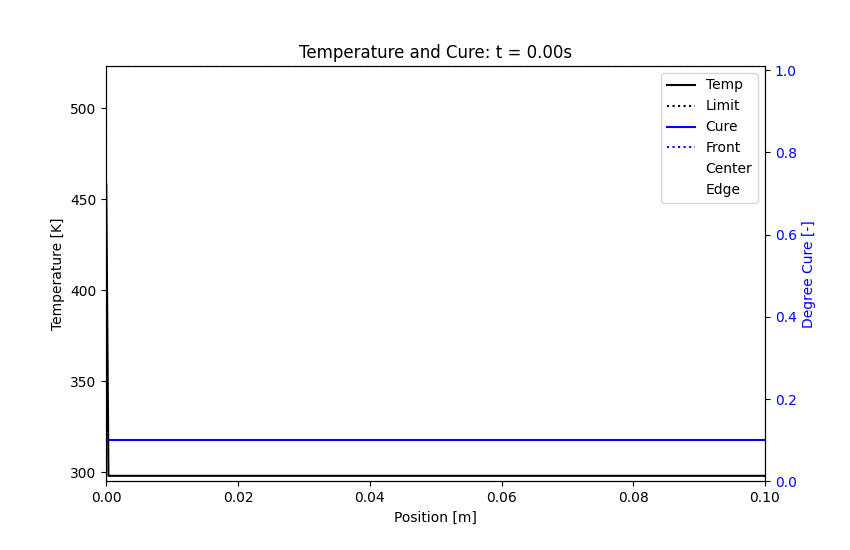 Temperature and Cure: t = 0.00s
Temp
Limit
Cure
Front
Center
Edge
Temperature [K]
500
450
400
350
300
Degree Cure [-]
1.0
0.8
0.6
0.4
0.2
0.0
0.00 0.02 0.04 0.06 0.08 0.10
Position [m]